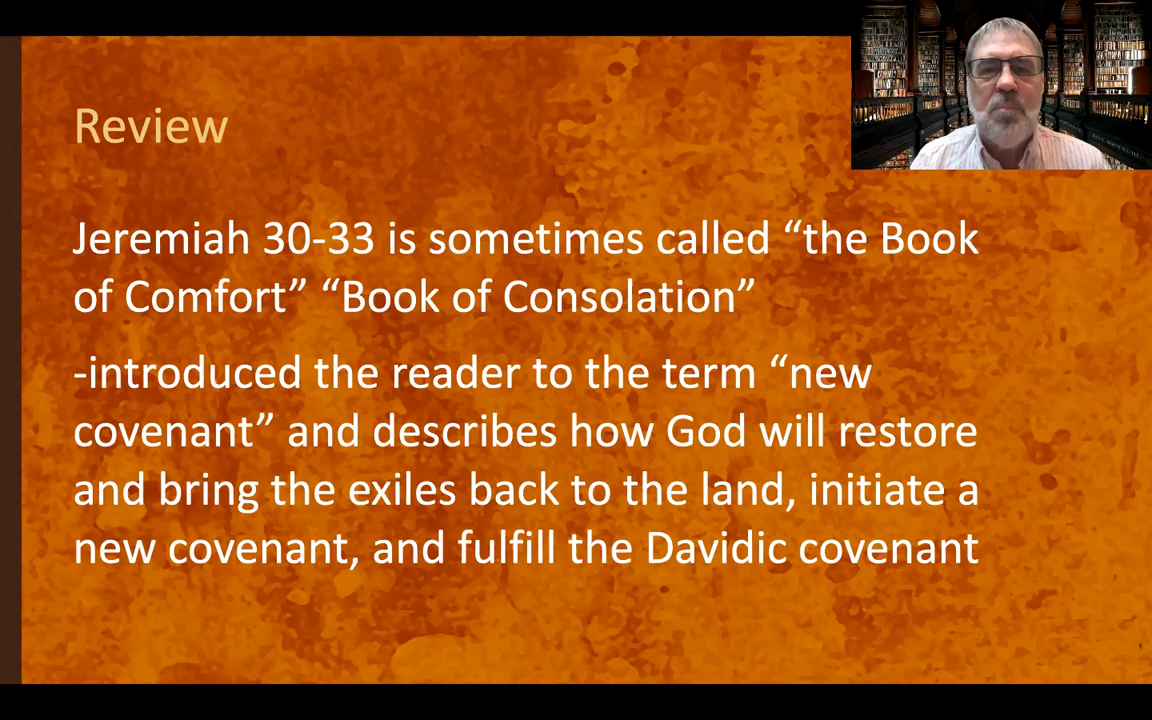 Review
Jeremiah 30-33 is sometimes called “the Book
of Comfort” “Book of Consolation”
-introduced the reader to the term “new
covenant” and describes how God will restore
and bring the exiles back to the land, initiate a
new covenant, and fulfill the Davidic covenant